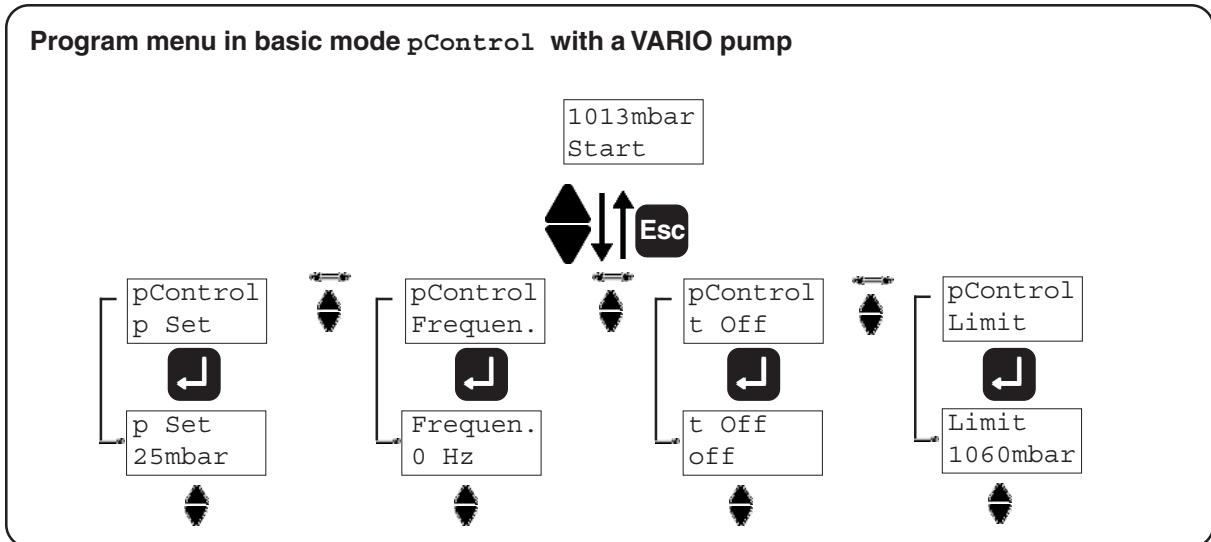 Program menu in basic mode pControl with a VARIO pump
1013mbar
Start
Esc
pControl
p Set
pControl
Frequen.
pControl
t Off
pControl
Limit
p Set
25mbar
Frequen.
0 Hz
t Off
off
Limit
1060mbar